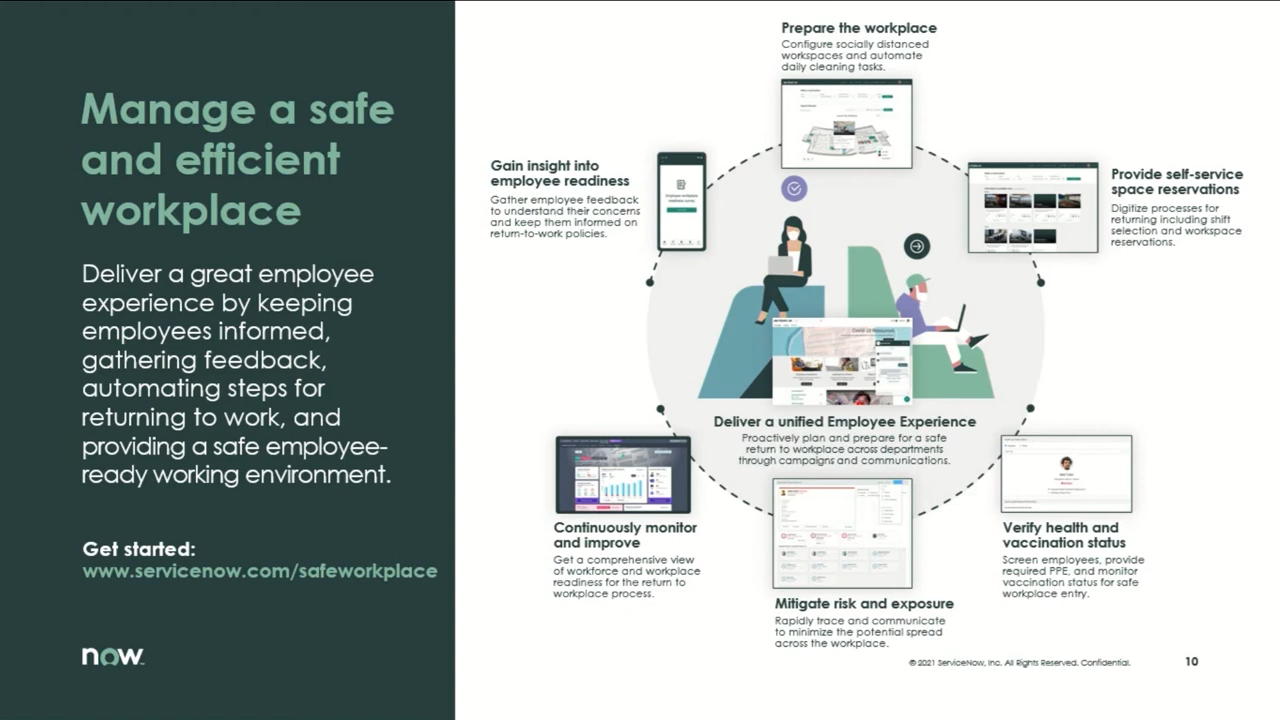 Manage a safe
and efficient
workplace
Deliver a great employee
experience by keeping
employees informed,
gathering feedback,
automating steps for
returning to work, and
providing a safe employee-
ready working environment.
Get started:
www.servicenow.com/safeworkplace
now
Prepare the workplace
Configure socially distanced
workspaces and automate
daily cleaning tasks.
Gain insight into
employee readiness
Gather employee feedback
to understand their concerns
and keep them informed on
return-to-work policies.
Employee workplace
readiness survey
Provide self-service
space reservations
Digitize processes for
returning including shift
selection and workspace
reservations.
Covid-19 Resources
Deliver a unified Employee Experience
Proactively plan and prepare for a safe
return to workplace across departments
through campaigns and communications.
Continuously monitor
and improve
Get a comprehensive view
of workforce and workplace
readiness for the return to
workplace process.
Mitigate risk and exposure
Rapidly trace and communicate
to minimize the potential spread
across the workplace.
Verify health and
vaccination status
Screen employees, provide
required PPE, and monitor
vaccination status for safe
workplace entry.
© 2021 ServiceNow, Inc. All Rights Reserved. Confidential.
10